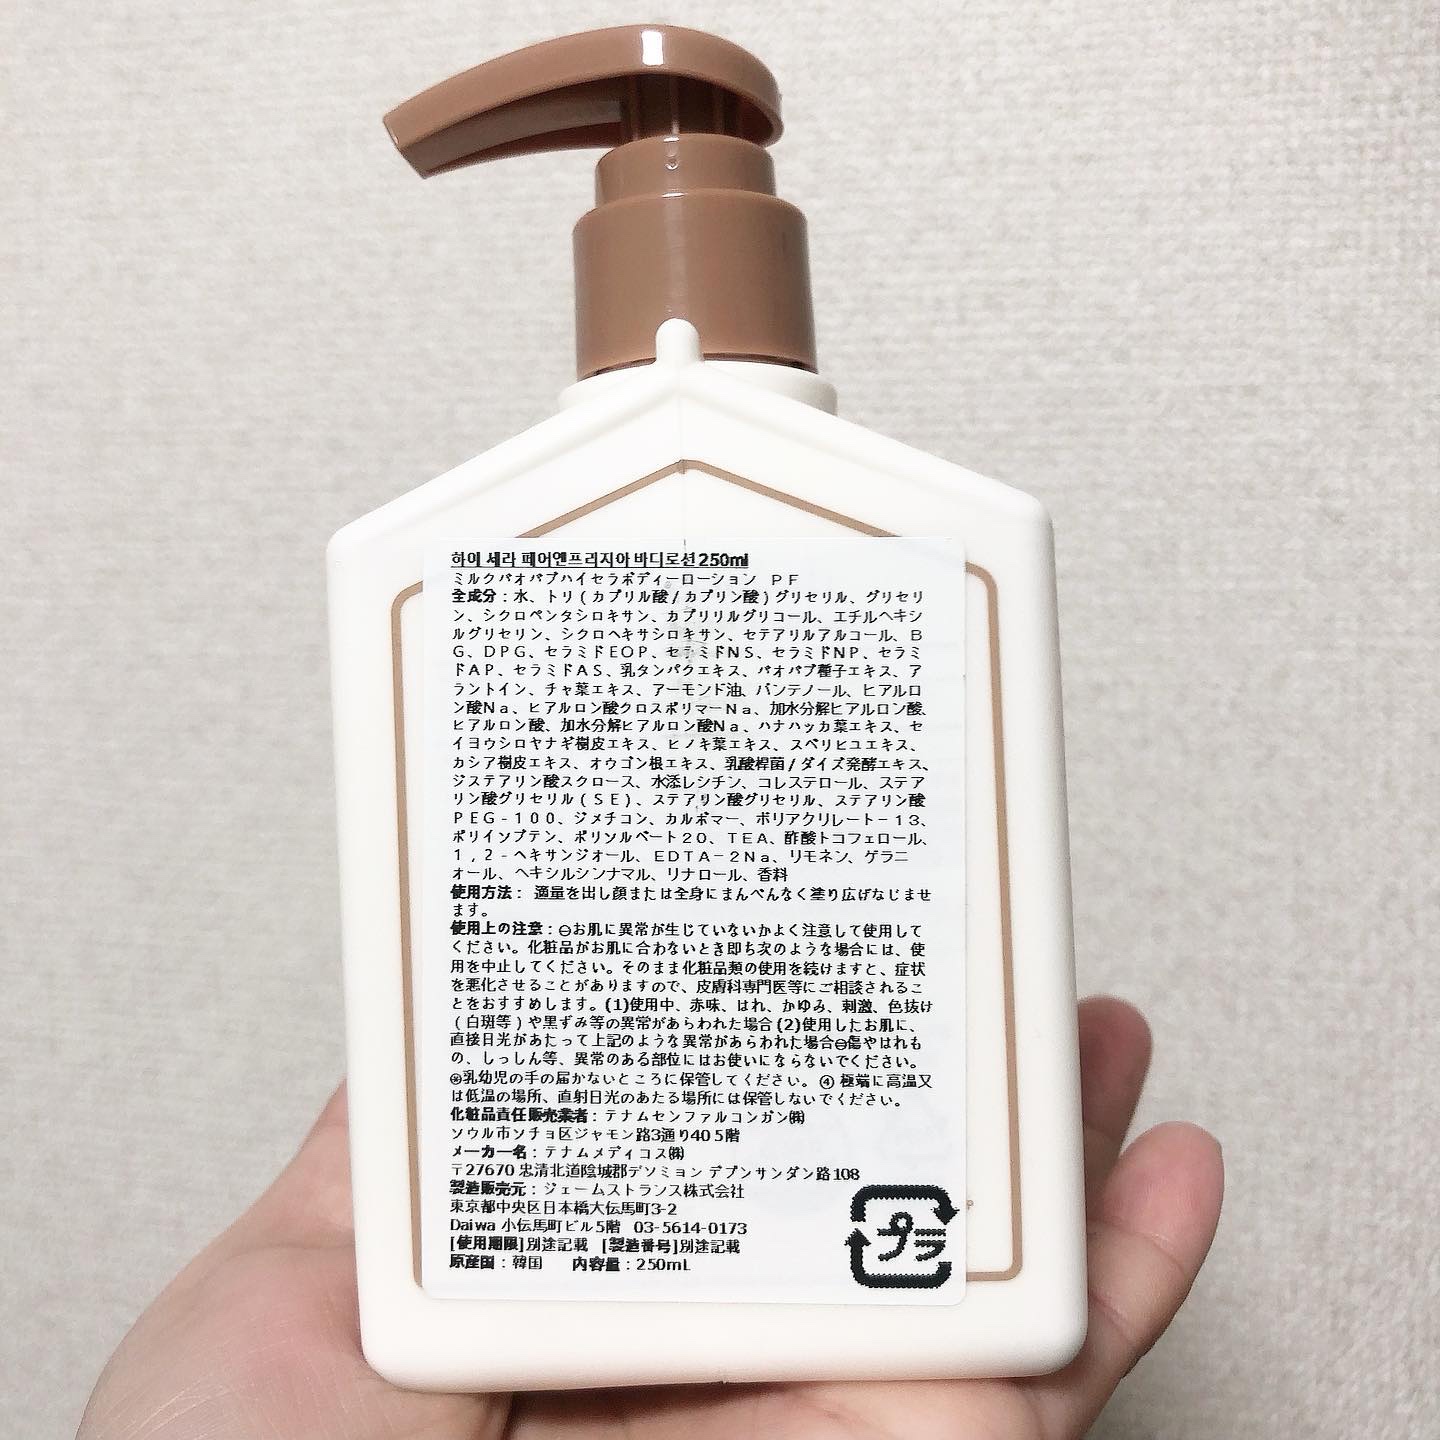 하이 세라 페어앤프리지아 바디로션 250ml
ミルクバオバブハイセラボディーローション ＰＦ
全成分：水、トリ(カプリル酸/カプリン酸)グリセリル、グリセリ
ン、シクロペンタシロキサン、カプリリルグリコール、エチルヘキシ
ルグリセリン、シクロヘキサシロキサン、セテアリルアルコール、Ｂ
Ｇ、ＤＰＧ、セラミドＥＯＰ、セラミドＮＳ、セラミドＮＰ、セラミ
ドＡＰ、セラミドＡＳ、乳タンパクエキス、バオバブ種子エキス、ア
ラントイン、チャ葉エキス、アーモンド油、パンテノール、ヒアルロ
ン酸Ｎａ、ヒアルロン酸クロスポリマーＮａ、加水分解ヒアルロン酸、
ヒアルロン酸、加水分解ヒアルロン酸Ｎａ、ハナハッカ葉エキス、セ
イヨウシロヤナギ樹皮エキス、ヒノキ葉エキス、スベリヒユエキス、
カシア樹皮エキス、オウゴン根エキス、乳酸桿菌/ダイズ発酵エキス、
ジステアリン酸スクロース、水添レシチン、コレステロール、ステア
リン酸グリセリル(ＳＥ)、ステアリン酸グリセリル、ステアリン酸
ＰＥＧ-１００、ジメチコン、カルボマー、ポリアクリレート-１３、
ポリイソブテン、ポリソルベート２０、ＴＥＡ、酢酸トコフェロール、
１,２-ヘキサンジオール、ＥＤＴＡ-２Ｎａ、リモネン、ゲラニ
オール、ヘキシルシンナマル、リナロール、香料
使用方法： 適量を出し顔または全身にまんべんなく塗り広げなじませ
ます。
使用上の注意：お肌に異常が生じていないかよく注意して使用して
ください。化粧品がお肌に合わないとき即ち次のような場合には、使
用を中止してください。そのまま化粧品類の使用を続けますと、症状
を悪化させることがありますので、皮膚科専門医等にご相談されるこ
とをおすすめします。(1)使用中、赤味、はれ、かゆみ、刺激、色抜け
(白斑等)や黒ずみ等の異常があらわれた場合(2)使用したお肌に、
直接日光があたって上記のような異常があらわれた場合傷やはれも
の、しっしん等、異常のある部位にはお使いにならないでください。
乳幼児の手の届かないところに保管してください。④ 極端に高温又
は低温の場所、直射日光のあたる場所には保管しないでください。
化粧品責任販売業者：テナムセンファルコンガン㈱
ソウル市ソチョ区ジャモン路3通り40 5階
メーカー名：テナムメディコス㈱
〒27670 忠清北道陰城郡デソミョン デプンサンダン路108
製造販売元：ジェームストランス株式会社
東京都中央区日本橋大伝馬町3-2
Daiwa 小伝馬町ビル5階 03-5614-0173
[使用期限]別途記載 [製造番号]別途記載
原産国：韓国 内容量：250mL
プラ